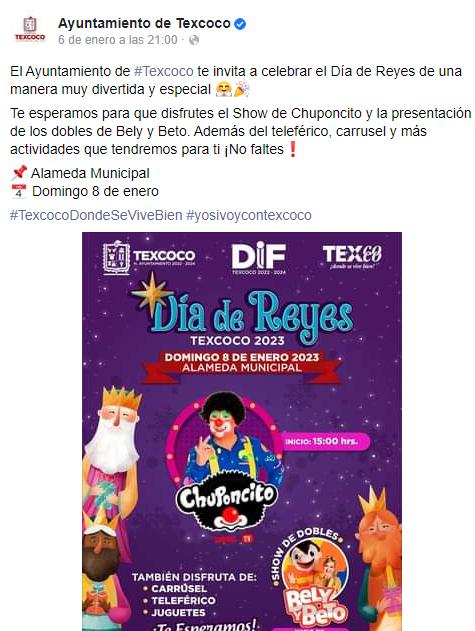 Ayuntamiento de Texcoco
6 de enero a las 21:00 ·
El Ayuntamiento de #Texcoco te invita a celebrar el Día de Reyes de una
manera muy divertida y especial 🤗🎉
Te esperamos para que disfrutes el Show de Chuponcito y la presentación
de los dobles de Bely y Beto. Además del teleférico, carrusel y más
actividades que tendremos para ti ¡No faltes❗
📌 Alameda Municipal
📅 Domingo 8 de enero
#TexcocoDondeSeViveBien #yosivoycontexcoco
TEXCOCO
H. AYUNTAMIENTO 2022 - 2024
DiF
TEXCOCO 2022 - 2024
TEXCO
¡donde se vive bien!
Día de Reyes
TEXCOCO 2023
DOMINGO 8 DE ENERO 2023
ALAMEDA MUNICIPAL
INICIO: 15:00 hrs.
CHUPONCITO
TV
SHOW DE DOBLES
BELY
Y BETO
TAMBIÉN DISFRUTA DE:
• CARRÚSEL
• TELEFÉRICO
• JUGUETES
¡Te Esperamos!